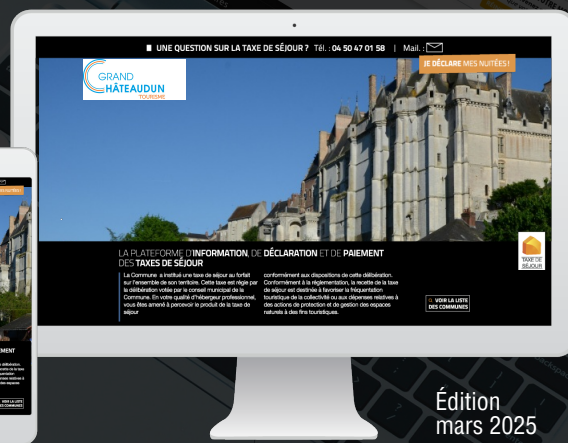 UNE QUESTION SUR LA TAXE DE SÉJOUR ? Tél. : 04 50 47 01 58 | Mail. :
JE DÉCLARE MES NUITÉES !
GRAND
HÂTEAUDUN
TOURISME
LA PLATEFORME D'INFORMATION, DE DÉCLARATION ET DE PAIEMENT
DES TAXES DE SÉJOUR
La Commune a institué une taxe de séjour au forfait
sur l'ensemble de son territoire. Cette taxe est régie par
la délibération votée par le conseil municipal de la
Commune. En votre qualité d'hébergeur professionnel,
vous êtes amené à percevoir le produit de la taxe de
séjour
conformément aux dispositions de cette délibération.
Conformément à la réglementation, la recette de la taxe
de séjour est destinée à favoriser la fréquentation
touristique de la collectivité ou aux dépenses relatives à
des actions de protection et de gestion des espaces
naturels à des fins touristiques.
TAXE DE
SÉJOUR
VOIR LA LISTE
DES COMMUNES
Édition
mars 2025